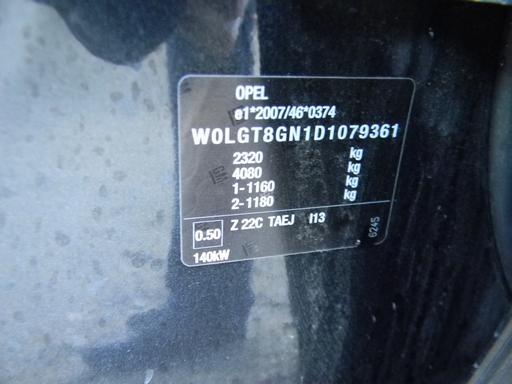 OPEL
e1*2007/46*0374
W0LGT8GN1D1079361
2320 kg
4080 kg
1-1160 kg
2-1180 kg
0.50 Z 22C TAEJ I13
140kW
6245